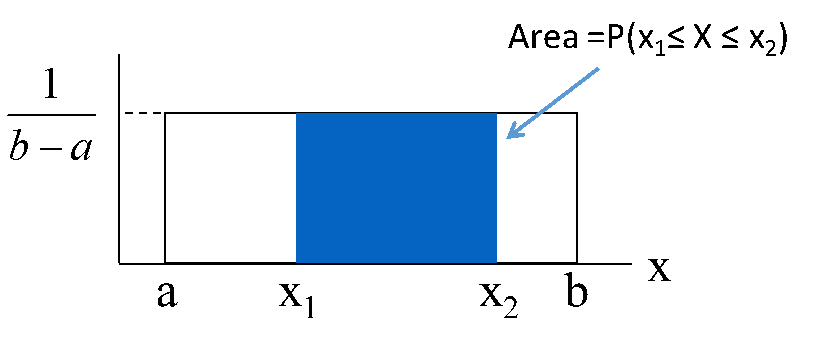 Area =P(x₁≤ X ≤ x₂)
1
b − a
a x₁ x₂ b x